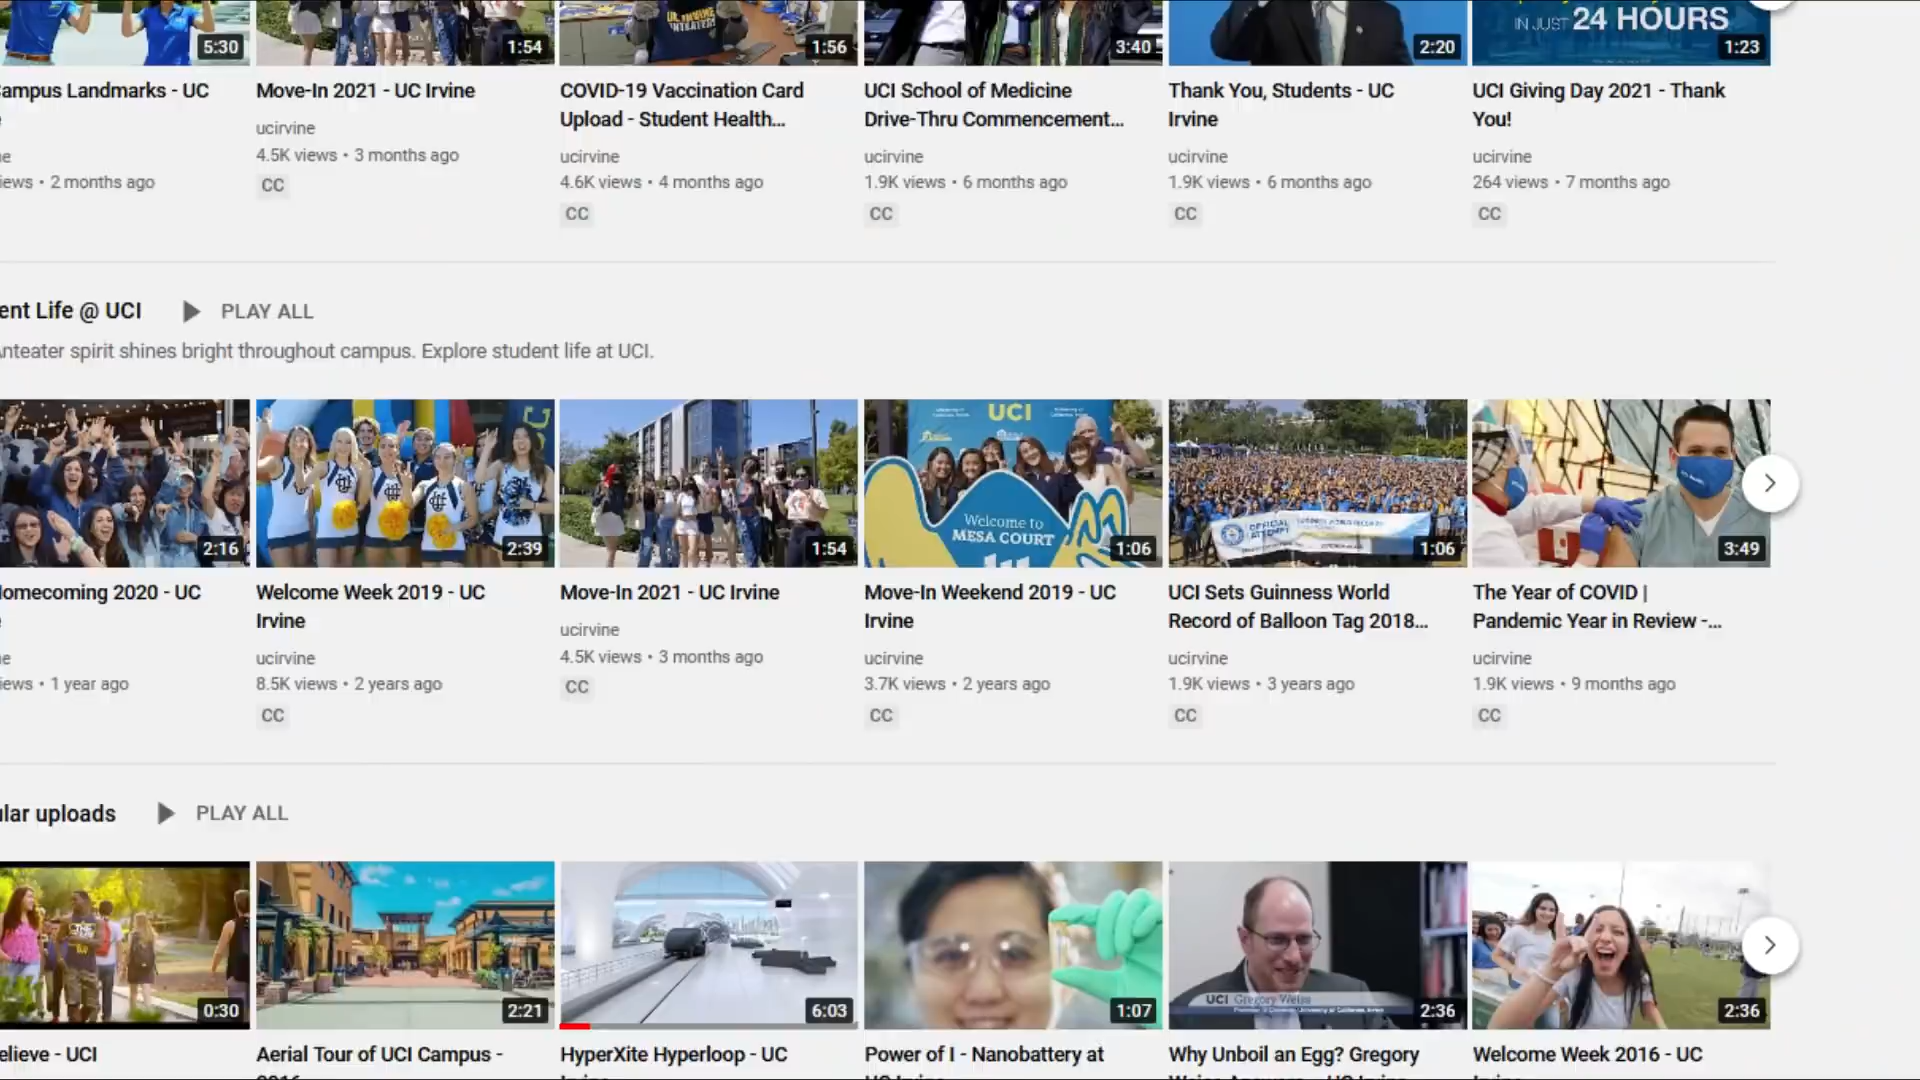 IN JUST 24 HOURS
5:30
1:54
1:56
3:40
2:20
1:23
ampus Landmarks - UC
Move-In 2021 - UC Irvine
COVID-19 Vaccination Card
Upload - Student Health...
UCI School of Medicine
Drive-Thru Commencement...
Thank You, Students - UC
Irvine
UCI Giving Day 2021 - Thank
You!
ucirvine
ucirvine
ucirvine
ucirvine
ucirvine
iews • 2 months ago
4.5K views • 3 months ago
4.6K views • 4 months ago
1.9K views • 6 months ago
1.9K views • 6 months ago
264 views • 7 months ago
CC
CC
CC
CC
CC
ent Life @ UCI
PLAY ALL
nteater spirit shines bright throughout campus. Explore student life at UCI.
UCI
Welcome to
MESA COURT
OFFICIAL
ATTEMPT
2:16
2:39
1:54
1:06
1:06
3:49
omecoming 2020 - UC
Welcome Week 2019 - UC
Irvine
Move-In 2021 - UC Irvine
Move-In Weekend 2019 - UC
Irvine
UCI Sets Guinness World
Record of Balloon Tag 2018...
The Year of COVID |
Pandemic Year in Review -...
ucirvine
ucirvine
ucirvine
ucirvine
ucirvine
iews • 1 year ago
8.5K views • 2 years ago
4.5K views • 3 months ago
3.7K views • 2 years ago
1.9K views • 3 years ago
1.9K views • 9 months ago
CC
CC
CC
CC
CC
lar uploads
PLAY ALL
UCI Gregory Weiss
0:30
2:21
6:03
1:07
2:36
2:36
elieve - UCI
Aerial Tour of UCI Campus -
HyperXite Hyperloop - UC
Power of I - Nanobattery at
Why Unboil an Egg? Gregory
Welcome Week 2016 - UC